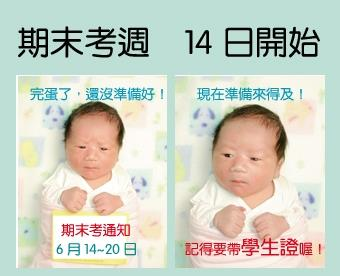 期末考週 14 日開始
完蛋了，還沒準備好！
期末考通知
6 月 14~20 日
現在準備來得及！
記得要帶學生證喔！